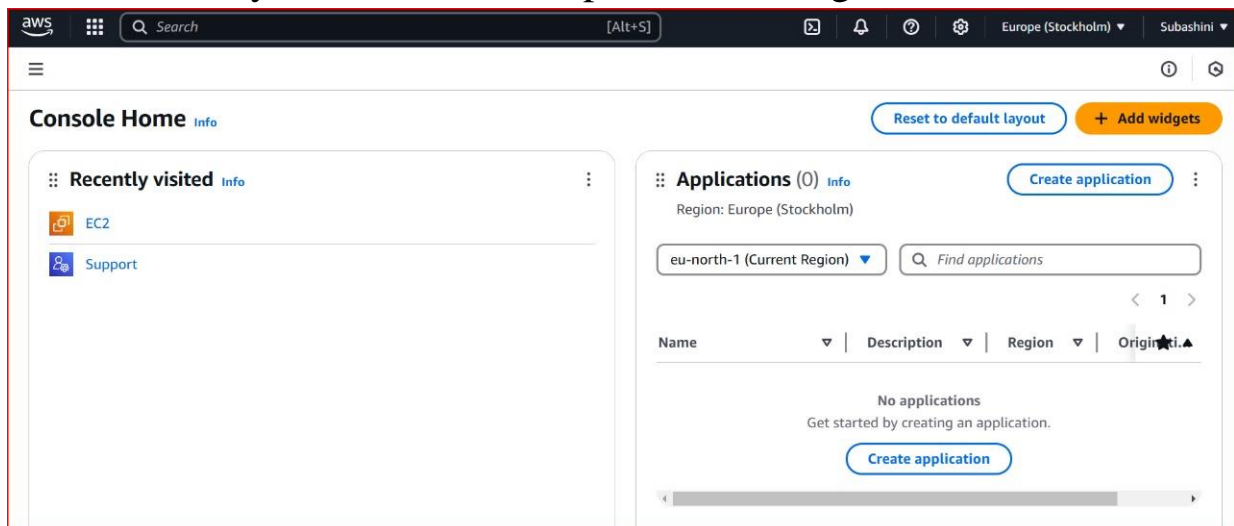 aws Search [Alt+S] Europe (Stockholm) Subashini
Console Home Info
Reset to default layout + Add widgets
Recently visited Info
EC2
Support
Applications (0) Info Create application
Region: Europe (Stockholm)
eu-north-1 (Current Region) Find applications
1
Name Description Region
No applications
Get started by creating an application.
Create application